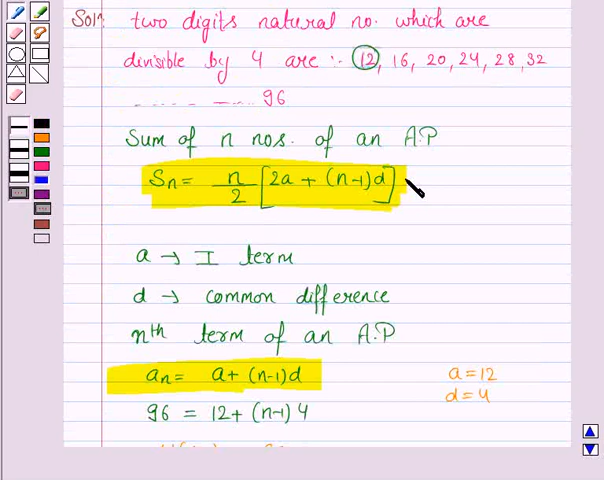 Soln: two digits natural no. which are
divisible by 4 are :- 12, 16, 20, 24, 28, 32
96
Sum of n nos. of an A.P
Sn = n/2 [2a + (n-1)d]
a → I term
d → common difference
nth term of an A.P
an = a + (n-1)d
a = 12
d = 4
96 = 12 + (n-1) 4